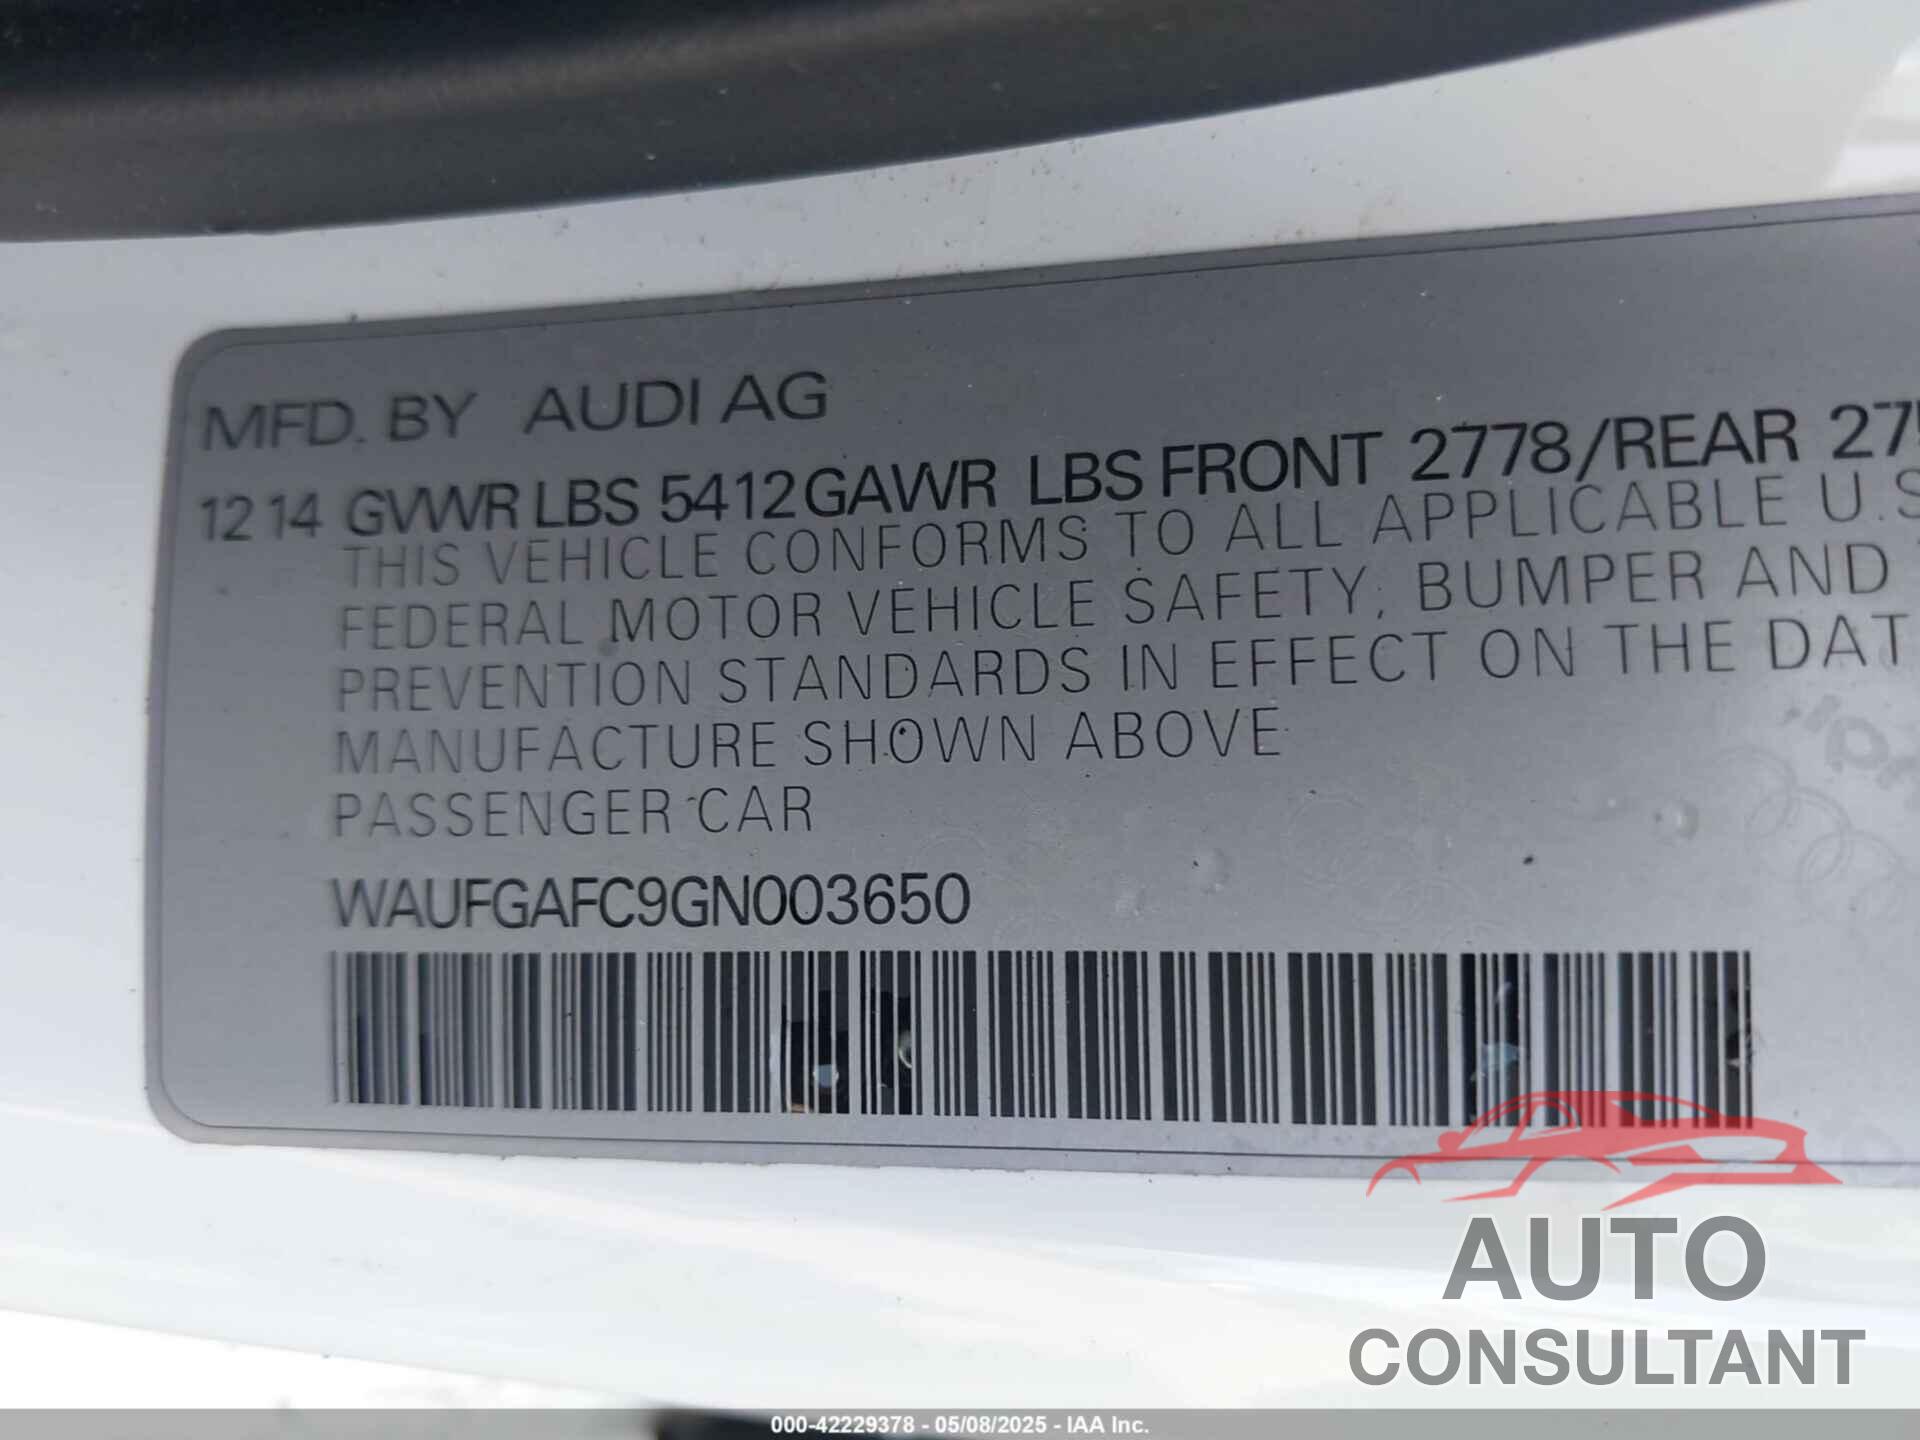 MFD. BY AUDI AG
12 14 GVWR LBS 5412 GAWR LBS FRONT 2778/REAR
THIS VEHICLE CONFORMS TO ALL APPLICABLE U.S
FEDERAL MOTOR VEHICLE SAFETY, BUMPER AND
PREVENTION STANDARDS IN EFFECT ON THE DAT
MANUFACTURE SHOWN ABOVE
PASSENGER CAR
WAUFGAFC9GN003650
AUTO
CONSULTANT
000-42229378 - 05/08/2025 - IAA Inc.